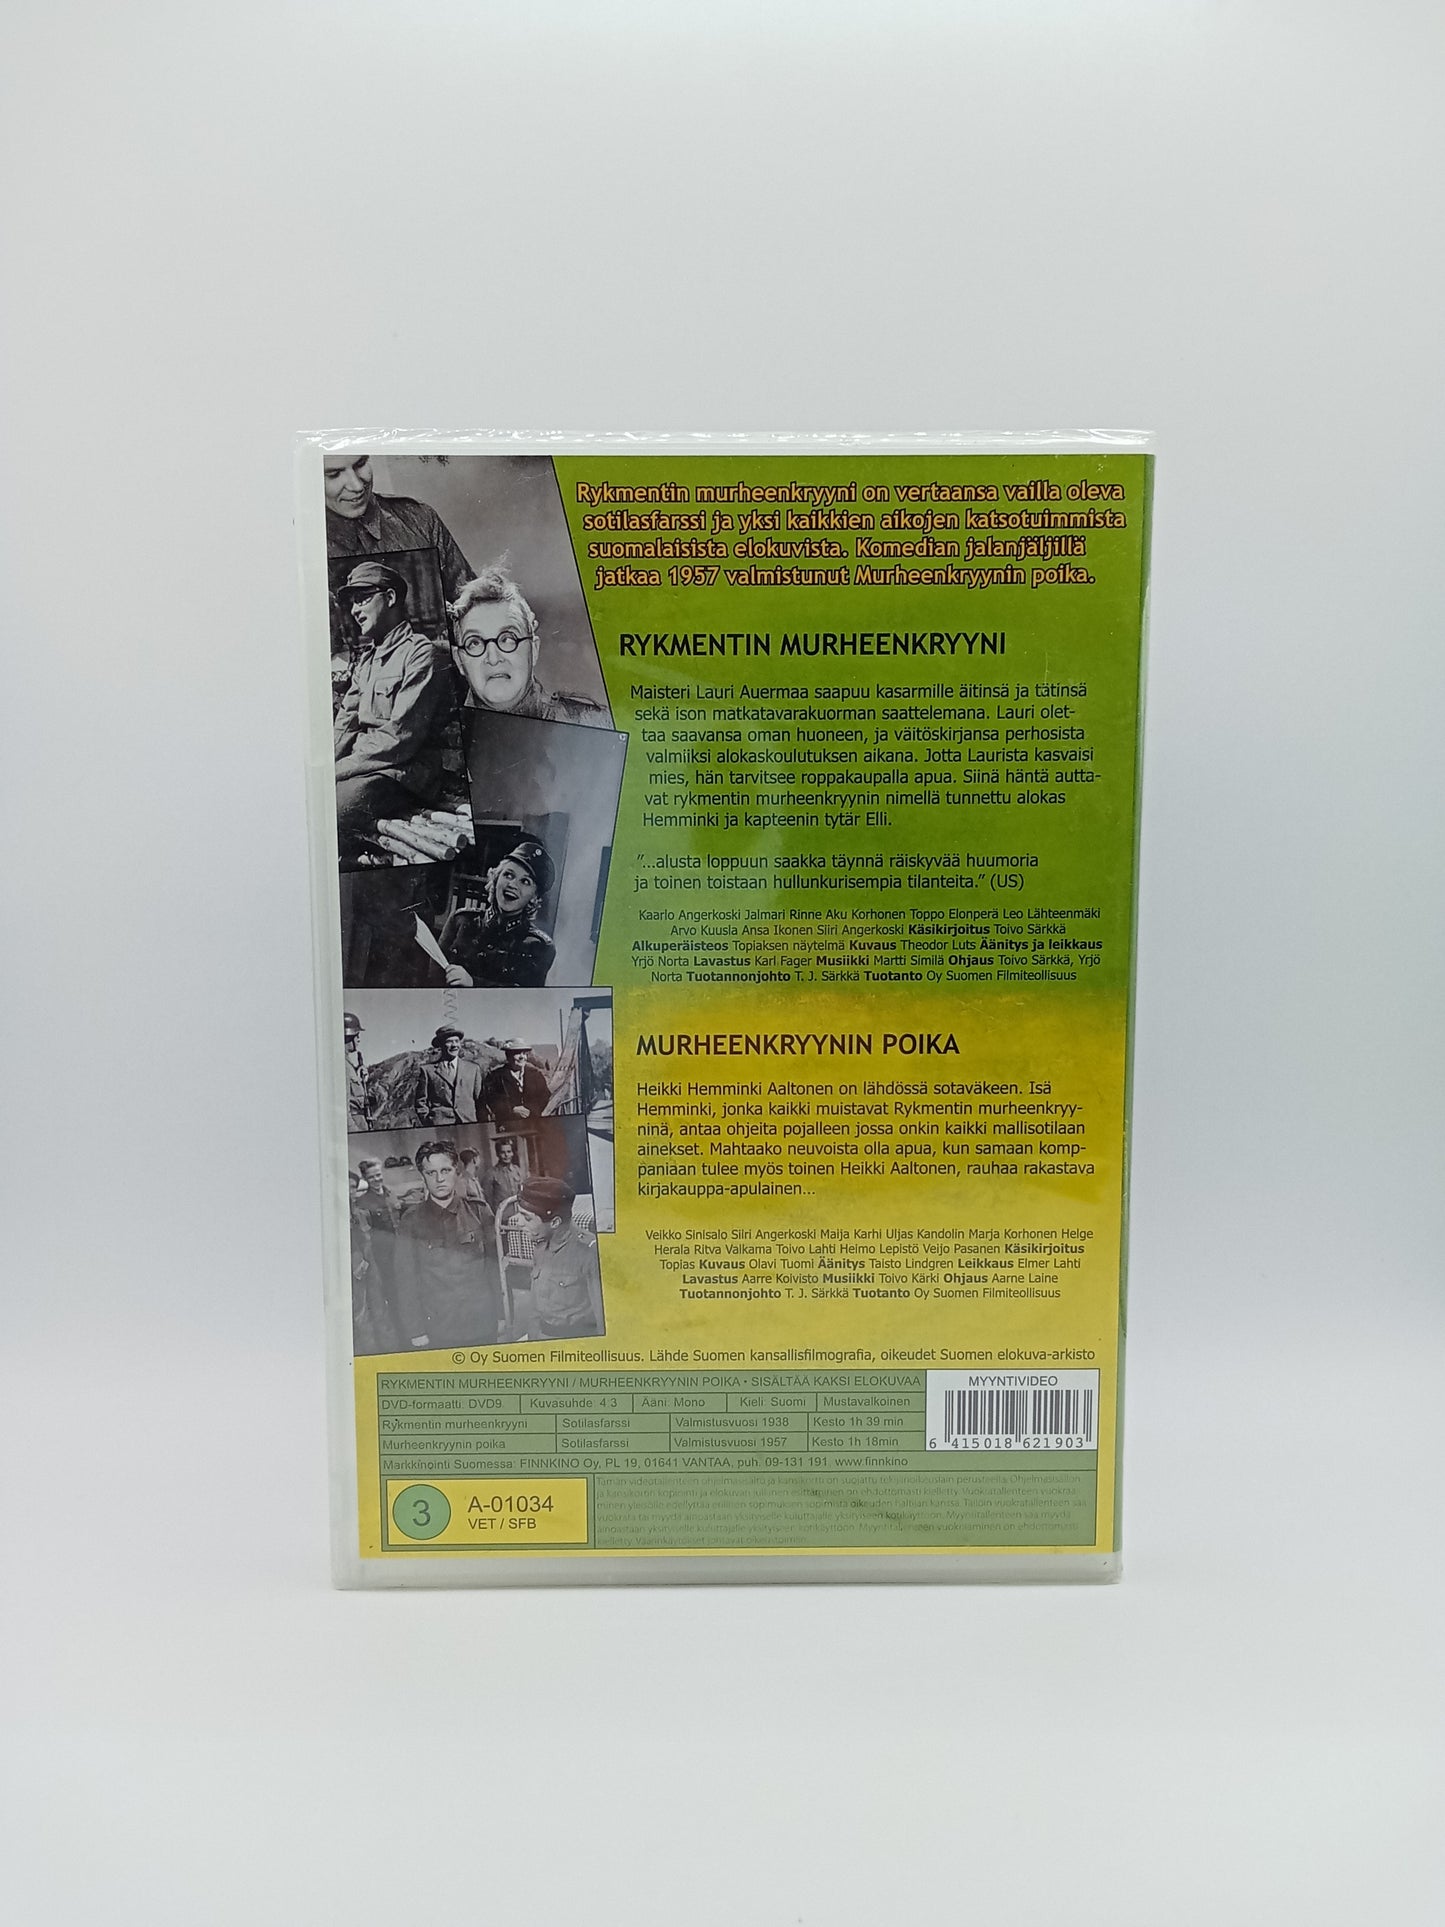 Rykmentin murheenkryyni on vertaansa vailla oleva
sotilasfarssi ja yksi kaikkien aikojen katsotuimmista
suomalaisista elokuvista. Komedian jalanjäljillä
jatkaa 1957 valmistunut Murheenkryynin poika.
RYKMENTIN MURHEENKRYYNI
Maisteri Lauri Auermaa saapuu kasarmille äitinsä ja tätinsä
sekä ison matkatavarakuorman saattelemana. Lauri olet-
taa saavansa oman huoneen, ja väitöskirjansa perhosista
valmiiksi alokaskoulutuksen aikana. Jotta Laurista kasvaisi
mies, hän tarvitsee roppakaupalla apua. Siinä häntä autta-
vat rykmentin murheenkryynin nimellä tunnettu alokas
Hemminki ja kapteenin tytär Elli.
"...alusta loppuun saakka täynnä räiskyvää huumoria
ja toinen toistaan hullunkurisempia tilanteita." (US)
Kaarlo Angerkoski Jalmari Rinne Aku Korhonen Toppo Elonperä Leo Lähteenmäki
Arvo Kuusla Ansa Ikonen Siiri Angerkoski Käsikirjoitus Toivo Särkkä
Alkuperäisteos Topiaksen näytelmä Kuvaus Theodor Luts Äänitys ja leikkaus
Yrjö Norta Lavastus Karl Fager Musiikki Martti Similä Ohjaus Toivo Särkkä, Yrjö
Norta Tuotannonjohto T. J. Särkkä Tuotanto Oy Suomen Filmiteollisuus
MURHEENKRYYNIN POIKA
Heikki Hemminki Aaltonen on lähdössä sotaväkeen. Isä
Hemminki, jonka kaikki muistavat Rykmentin murheenkryy-
ninä, antaa ohjeita pojalleen jossa onkin kaikki mallisotilaan
ainekset. Mahtaako neuvoista olla apua, kun samaan komp-
paniaan tulee myös toinen Heikki Aaltonen, rauhaa rakastava
kirjakauppa-apulainen...
Veikko Sinisalo Siiri Angerkoski Maija Karhi Uljas Kandolin Marja Korhonen Helge
Herala Ritva Valkama Toivo Lahti Heimo Lepistö Veijo Pasanen Käsikirjoitus
Topias Kuvaus Olavi Tuomi Äänitys Taisto Lindgren Leikkaus Elmer Lahti
Lavastus Aarre Koivisto Musiikki Toivo Kärki Ohjaus Aarne Laine
Tuotannonjohto T. J. Särkkä Tuotanto Oy Suomen Filmiteollisuus
© Oy Suomen Filmiteollisuus. Lähde Suomen kansallisfilmografia, oikeudet Suomen elokuva-arkisto
RYKMENTIN MURHEENKRYYNI / MURHEENKRYYNIN POIKA • SISÄLTÄÄ KAKSI ELOKUVAA
DVD-formaatti: DVD9 Kuvasuhde: 4:3 Ääni: Mono Kieli: Suomi Mustavalkoinen
Rykmentin murheenkryyni Sotilasfarssi Valmistusvuosi 1938 Kesto 1h 39 min
Murheenkryynin poika Sotilasfarssi Valmistusvuosi 1957 Kesto 1h 18min
Markkinointi Suomessa: FINNKINO Oy, PL 19, 01641 VANTAA, puh. 09-131 191, www.finnkino
MYYNTIVIDEO
6 415018 621903
3 A-01034
VET / SFB